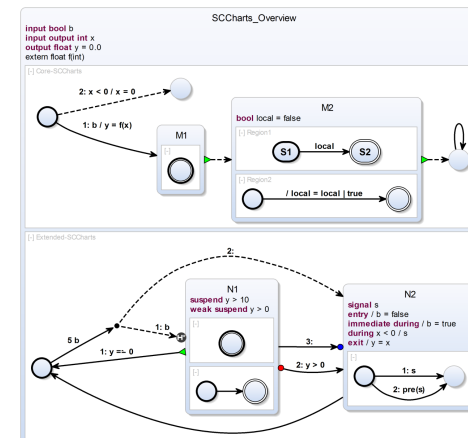 SCCharts_Overview
input bool b
input output int x
output float y = 0.0
extern float f(int)
[-] Core-SCCharts
2: x < 0 / x = 0
1: b / y = f(x)
M1
[-]
M2
bool local = false
[-] Region1
S1
local
S2
[-] Region2
/ local = local | true
[-] Extended-SCCharts
2:
N1
suspend y > 10
weak suspend y > 0
[-]
[-]
1: b
5 b
1: y =- 0
3:
2: y > 0
N2
signal s
entry / b = false
immediate during / b = true
during x < 0 / s
exit / y = x
[-]
1: s
2: pre(s)